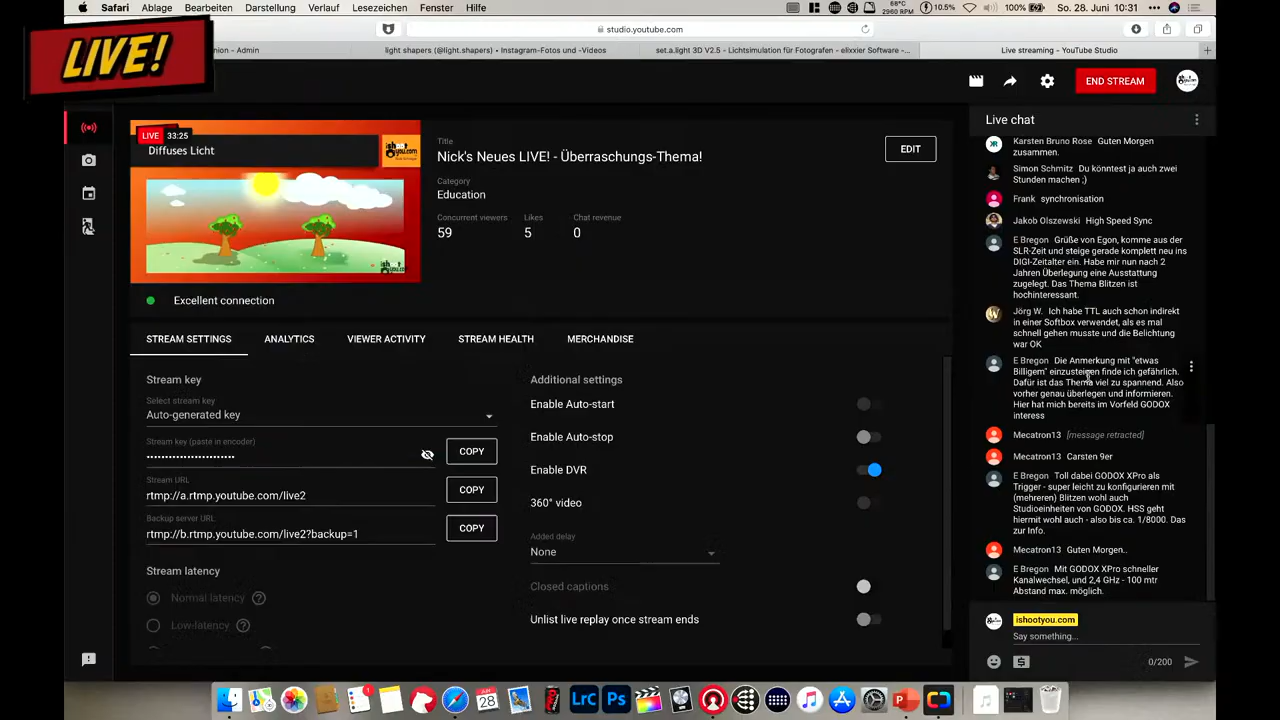 Safari Ablage Bearbeiten Darstellung Verlauf Lesezeichen Fenster Hilfe
68°C
2960 RPM
10.5%
100%
So. 28. Juni 10:31
LIVE!
studio.youtube.com
nion - Admin
light shapers (@light.shapers) • Instagram-Fotos und -Videos
set.a.light 3D V2.5 - Lichtsimulation für Fotografen - elixxier Software -...
Live streaming - YouTube Studio
END STREAM
LIVE 33:25
Diffuses Licht
ishootyou.com
Title
Nick's Neues LIVE! - Überraschungs-Thema!
EDIT
Category
Education
Concurrent viewers Likes Chat revenue
59 5 0
Excellent connection
STREAM SETTINGS ANALYTICS VIEWER ACTIVITY STREAM HEALTH MERCHANDISE
Stream key
Select stream key
Auto-generated key
Stream key (paste in encoder)
COPY
Stream URL
rtmp://a.rtmp.youtube.com/live2
COPY
Backup server URL
rtmp://b.rtmp.youtube.com/live2?backup=1
COPY
Stream latency
Normal latency
Low-latency
Additional settings
Enable Auto-start
Enable Auto-stop
Enable DVR
360° video
Added delay
None
Closed captions
Unlist live replay once stream ends
Live chat
Karsten Bruno Rose Guten Morgen
zusammen.
Simon Schmitz Du könntest ja auch zwei
Stunden machen ;)
Frank synchronisation
Jakob Olszewski High Speed Sync
E Bregon Grüße von Egon, komme aus der
SLR-Zeit und steige gerade komplett neu ins
DIGI-Zeitalter ein. Habe mir nun nach 2
Jahren Überlegung eine Ausstattung
zugelegt. Das Thema Blitzen ist
hochinteressant.
Jörg W. Ich habe TTL auch schon indirekt
in einer Softbox verwendet, als es mal
schnell gehen musste und die Belichtung
war OK
E Bregon Die Anmerkung mit "etwas
Billigem" einzusteigen finde ich gefährlich.
Dafür ist das Thema viel zu spannend. Also
vorher genau überlegen und informieren.
Hier hat mich bereits im Vorfeld GODOX
interess
Mecatron13 [message retracted]
Mecatron13 Carsten 9er
E Bregon Toll dabei GODOX XPro als
Trigger - super leicht zu konfigurieren mit
(mehreren) Blitzen wohl auch
Studioeinheiten von GODOX. HSS geht
hiermit wohl auch - also bis ca. 1/8000. Das
zur Info.
Mecatron13 Guten Morgen..
E Bregon Mit GODOX XPro schneller
Kanalwechsel, und 2,4 GHz - 100 mtr
Abstand max. möglich.
ishootyou.com
Say something...
0/200
JUN
28
1
Lrc
Ps